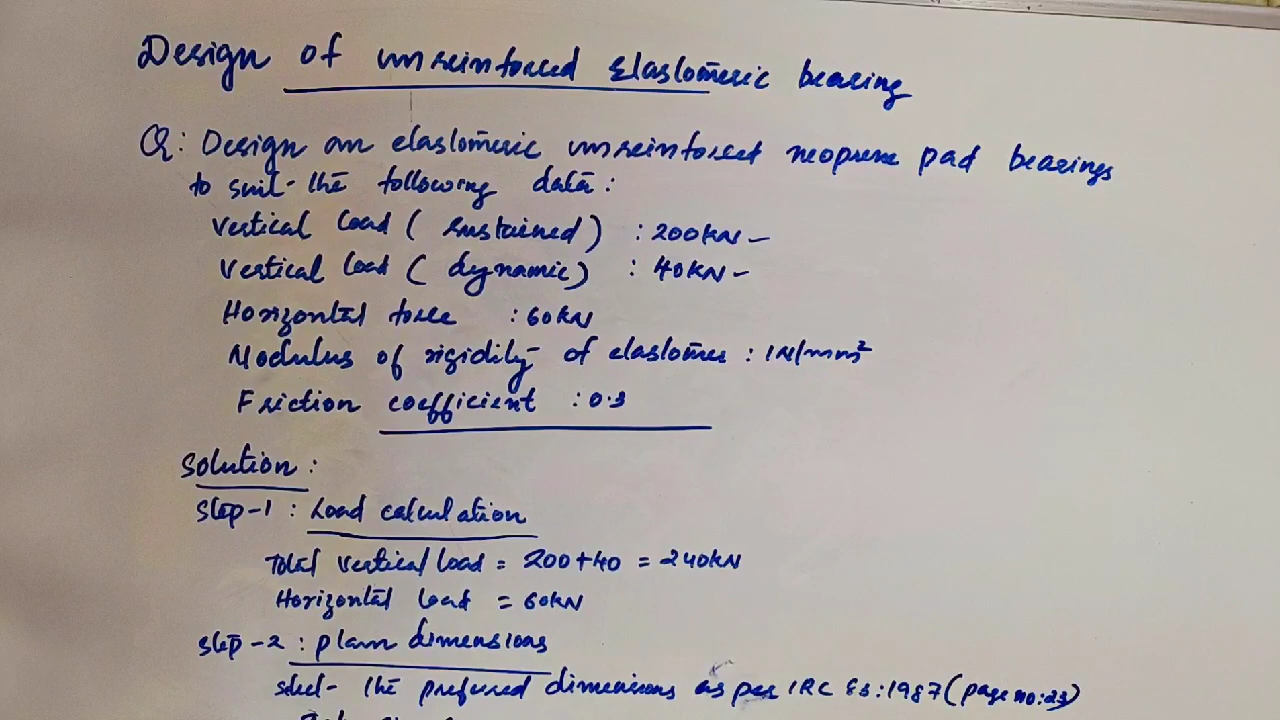 Design of unreinforced Elastomeric bearing
Q: Design an elastomeric unreinforced neoprene pad bearings
to suit the following data:
Vertical load (sustained) : 200kN
Vertical load (dynamic) : 40kN
Horizontal force : 60kN
Modulus of rigidity of elastomer : 1N/mm²
Friction coefficient : 0.3
Solution:
Step-1 : Load calculation
Total vertical load = 200+40 = 240kN
Horizontal load = 60kN
Step-2 : plan dimensions
the preferred dimensions as per IRC 83:1987 (page no:23)